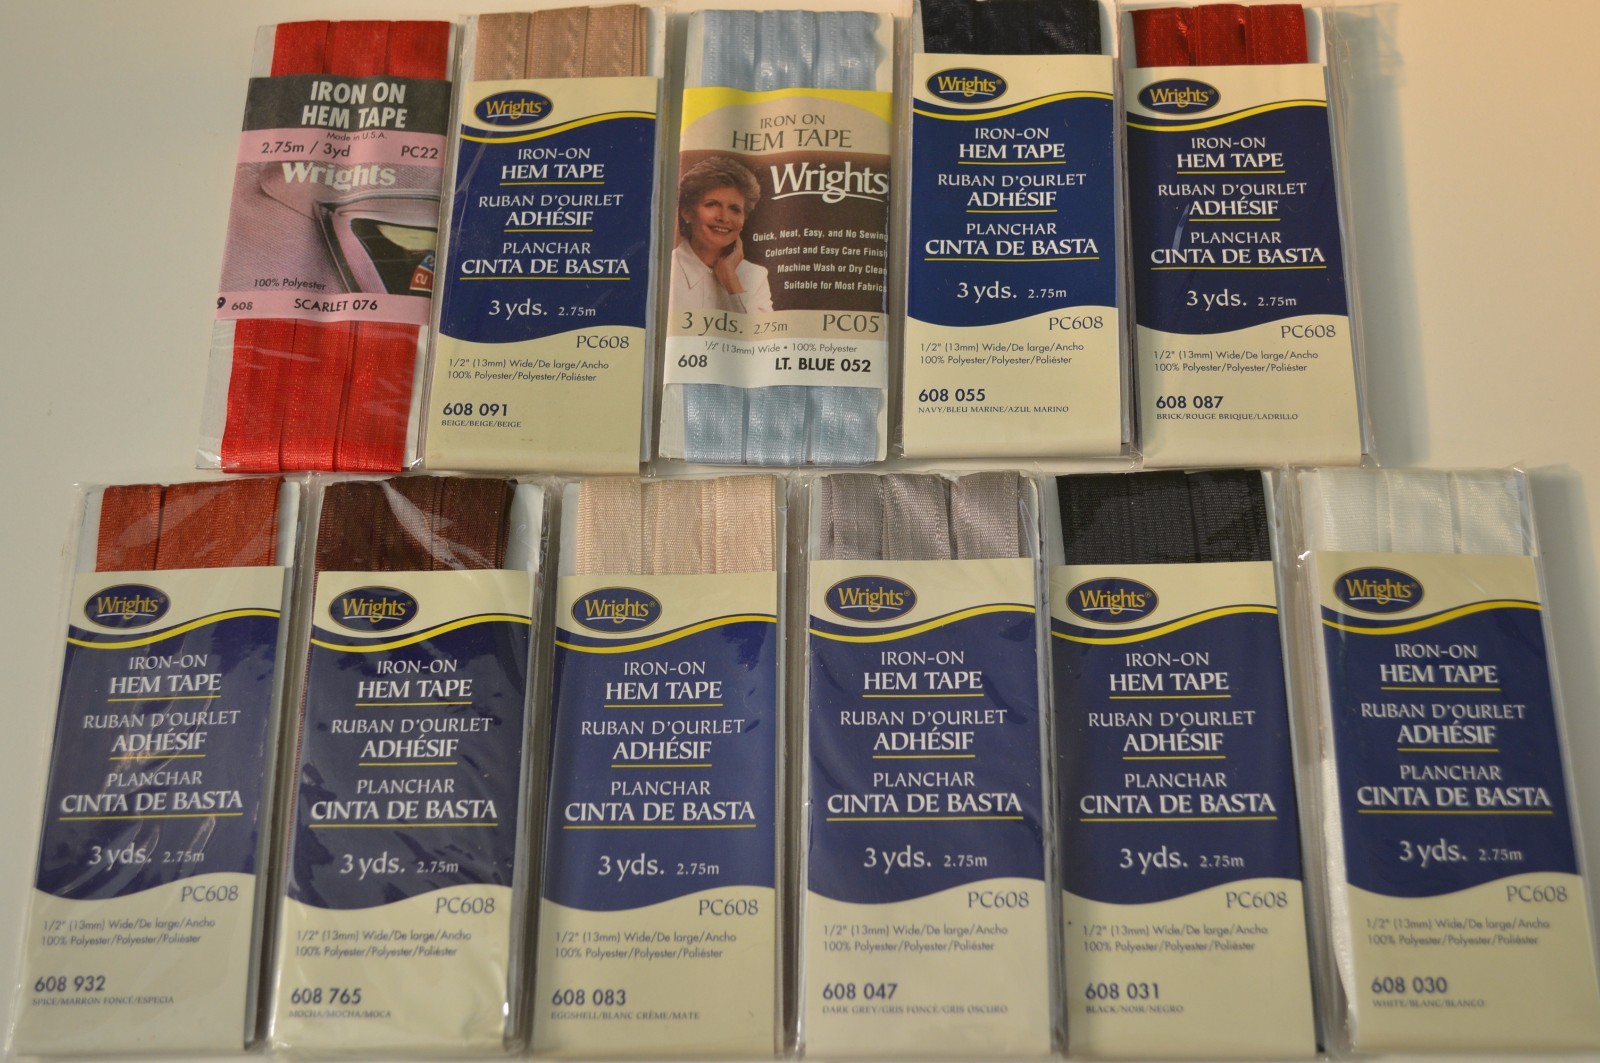 IRON ON
HEM TAPE
Made in U.S.A.
2.75m / 3yd PC22
Wrights
100% Polyester
9 608 SCARLET 076
Wrights®
IRON-ON
HEM TAPE
RUBAN D'OURLET
ADHÉSIF
PLANCHAR
CINTA DE BASTA
3 yds. 2.75m
PC608
1/2" (13mm) Wide/De large/Ancho
100% Polyester/Polyester/Poliéster
608 091
BEIGE/BEIGE/BEIGE
IRON ON
HEM TAPE
Wrights
Quick, Neat, Easy, and No Sewing
Colorfast and Easy Care Finish
Machine Wash or Dry Clean
Suitable for Most Fabrics
3 yds. 2.75m PC05
1/2" (13mm) Wide • 100% Polyester
608 LT. BLUE 052
Wrights®
IRON-ON
HEM TAPE
RUBAN D'OURLET
ADHÉSIF
PLANCHAR
CINTA DE BASTA
3 yds. 2.75m
PC608
1/2" (13mm) Wide/De large/Ancho
100% Polyester/Polyester/Poliéster
608 055
NAVY/BLEU MARINE/AZUL MARINO
Wrights®
IRON-ON
HEM TAPE
RUBAN D'OURLET
ADHÉSIF
PLANCHAR
CINTA DE BASTA
3 yds. 2.75m
PC608
1/2" (13mm) Wide/De large/Ancho
100% Polyester/Polyester/Poliéster
608 087
BRICK/ROUGE BRIQUE/LADRILLO
Wrights®
IRON-ON
HEM TAPE
RUBAN D'OURLET
ADHÉSIF
PLANCHAR
CINTA DE BASTA
3 yds. 2.75m
PC608
1/2" (13mm) Wide/De large/Ancho
100% Polyester/Polyester/Poliéster
608 932
SPICE/MARRON FONCÉ/ESPECIA
Wrights®
IRON-ON
HEM TAPE
RUBAN D'OURLET
ADHÉSIF
PLANCHAR
CINTA DE BASTA
3 yds. 2.75m
PC608
1/2" (13mm) Wide/De large/Ancho
100% Polyester/Polyester/Poliéster
608 765
MOCHA/MOCHA/MOCA
Wrights®
IRON-ON
HEM TAPE
RUBAN D'OURLET
ADHÉSIF
PLANCHAR
CINTA DE BASTA
3 yds. 2.75m
PC608
1/2" (13mm) Wide/De large/Ancho
100% Polyester/Polyester/Poliéster
608 083
EGGSHELL/BLANC CRÈME/MATE
Wrights®
IRON-ON
HEM TAPE
RUBAN D'OURLET
ADHÉSIF
PLANCHAR
CINTA DE BASTA
3 yds. 2.75m
PC608
1/2" (13mm) Wide/De large/Ancho
100% Polyester/Polyester/Poliéster
608 047
DARK GREY/GRIS FONCÉ/GRIS OSCURO
Wrights®
IRON-ON
HEM TAPE
RUBAN D'OURLET
ADHÉSIF
PLANCHAR
CINTA DE BASTA
3 yds. 2.75m
PC608
1/2" (13mm) Wide/De large/Ancho
100% Polyester/Polyester/Poliéster
608 031
BLACK/NOIR/NEGRO
Wrights®
IRON-ON
HEM TAPE
RUBAN D'OURLET
ADHÉSIF
PLANCHAR
CINTA DE BASTA
3 yds. 2.75m
PC608
1/2" (13mm) Wide/De large/Ancho
100% Polyester/Polyester/Poliéster
608 030
WHITE/BLANC/BLANCO